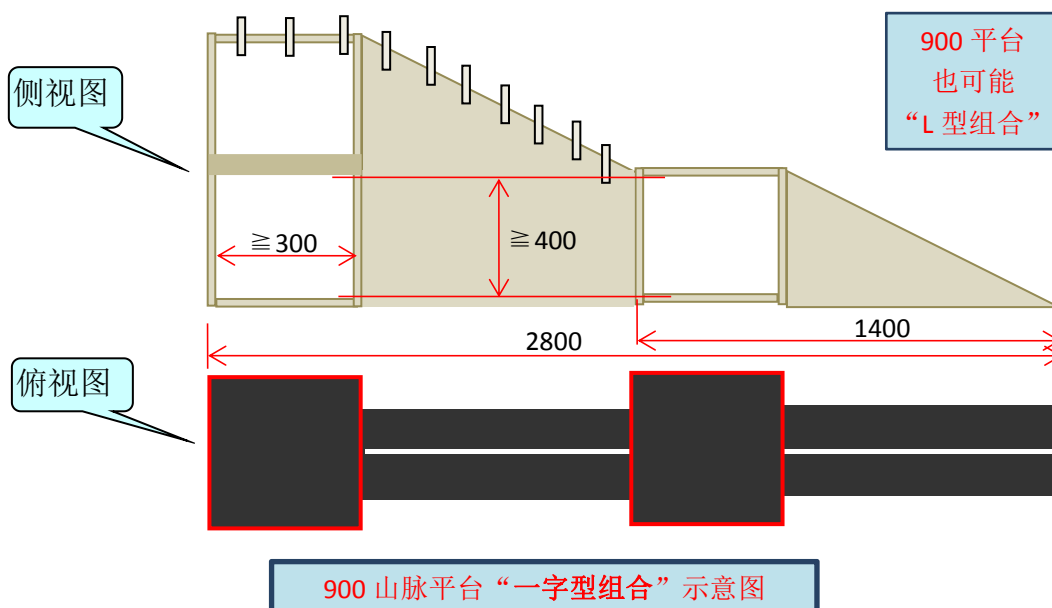 900 平台
也可能
“L 型组合”
侧视图
≧300
≧400
1400
2800
俯视图
900 山脉平台“一字型组合”示意图